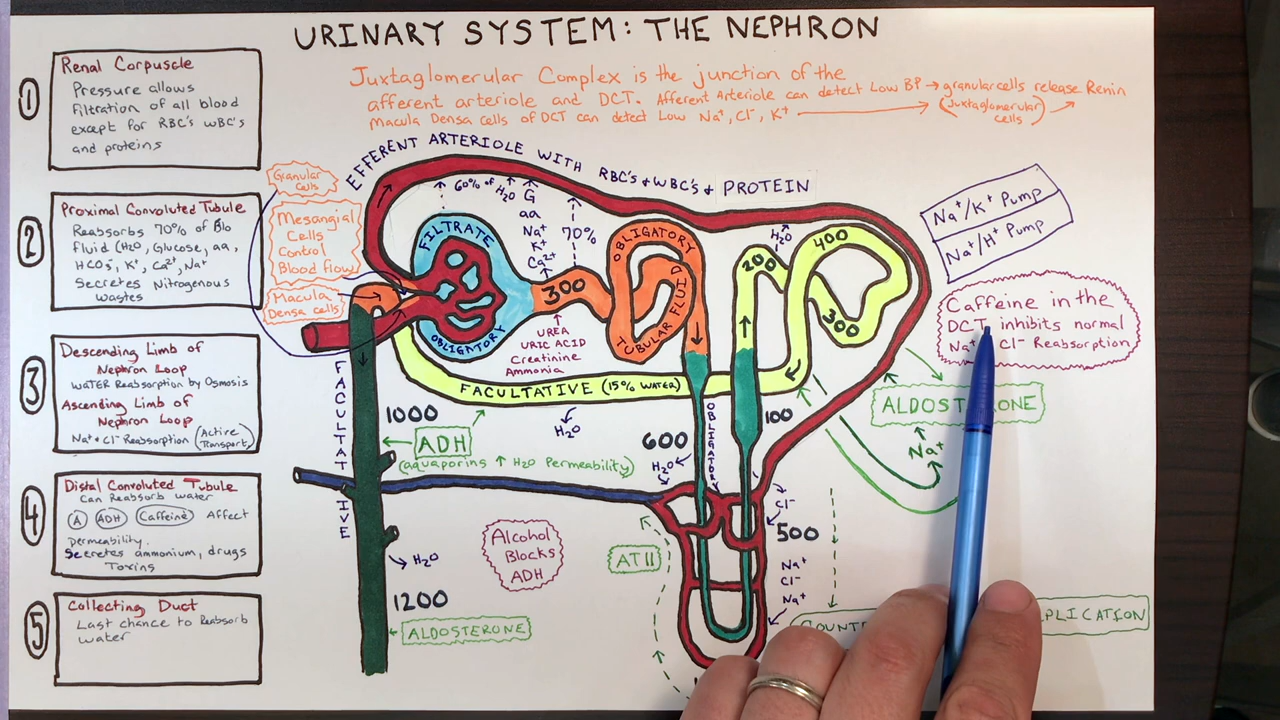 URINARY SYSTEM: THE NEPHRON
Juxtaglomerular Complex is the junction of the
afferent arteriole and DCT. Afferent Arteriole can detect Low BP → granular cells release Renin
Macula Densa cells of DCT can detect Low Na⁺, Cl⁻, K⁺ → (Juxtaglomerular cells)
1
Renal Corpuscle
Pressure allows
Filtration of all blood
except for RBC's WBC's
and proteins
2
Proximal Convoluted Tubule
Reabsorbs 70% of Blo
fluid (H₂O, Glucose, aa,
HCO₃⁻, K⁺, Ca²⁺, Na⁺
Secretes Nitrogenous
Wastes
3
Descending Limb of
Nephron Loop
Water Reabsorption by Osmosis
Ascending Limb of
Nephron Loop
Na⁺ + Cl⁻ Reabsorption (Active Transport)
4
Distal Convoluted Tubule
Can Reabsorb water
A ADH Caffeine Affect
permeability.
Secretes ammonium, drugs
Toxins
5
Collecting Duct
Last chance to Reabsorb
water
Granular
Cells
Mesangial
Cells
Control
Blood flow
Macula
Densa cells
EFFERENT ARTERIOLE WITH RBC's + WBC's + PROTEIN
60% of H₂O
G
aa
Na⁺
K⁺
Ca²⁺
70%
FILTRATE
OBLIGATORY
300
OBLIGATORY
TUBULAR FLUID
UREA
URIC ACID
Creatinine
Ammonia
H₂O
200
400
300
Na⁺/K⁺ Pump
Na⁺/H⁺ Pump
Caffeine in the
DCT inhibits normal
Na⁺ Cl⁻ Reabsorption
FACULTATIVE (15% WATER)
FACULTATIVE
1000
ADH
(aquaporins ↑ H₂O Permeability)
H₂O
600
H₂O
OBLIGATORY
100
ALDOSTERONE
Na⁺
Cl⁻
500
Na⁺
Cl⁻
Na⁺
Alcohol
Blocks
ADH
AT II
H₂O
1200
ALDOSTERONE
COUNT
PLICATION